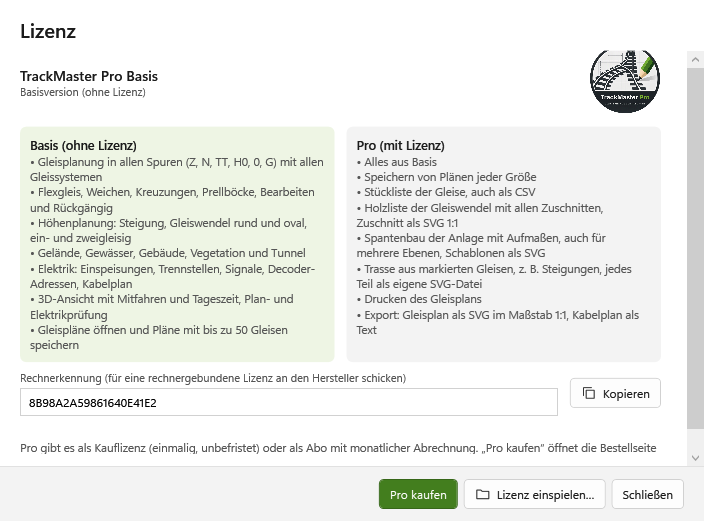 Lizenz
TrackMaster Pro Basis
Basisversion (ohne Lizenz)
TrackMaster Pro
Basis (ohne Lizenz)
• Gleisplanung in allen Spuren (Z, N, TT, H0, 0, G) mit allen
Gleissystemen
• Flexgleis, Weichen, Kreuzungen, Prellböcke, Bearbeiten
und Rückgängig
• Höhenplanung: Steigung, Gleiswendel rund und oval,
ein- und zweigleisig
• Gelände, Gewässer, Gebäude, Vegetation und Tunnel
• Elektrik: Einspeisungen, Trennstellen, Signale, Decoder-
Adressen, Kabelplan
• 3D-Ansicht mit Mitfahren und Tageszeit, Plan- und
Elektrikprüfung
• Gleispläne öffnen und Pläne mit bis zu 50 Gleisen
speichern
Pro (mit Lizenz)
• Alles aus Basis
• Speichern von Plänen jeder Größe
• Stückliste der Gleise, auch als CSV
• Holzliste der Gleiswendel mit allen Zuschnitten,
Zuschnitt als SVG 1:1
• Spantenbau der Anlage mit Aufmaßen, auch für
mehrere Ebenen, Schablonen als SVG
• Trasse aus markierten Gleisen, z. B. Steigungen, jedes
Teil als eigene SVG-Datei
• Drucken des Gleisplans
• Export: Gleisplan als SVG im Maßstab 1:1, Kabelplan als
Text
Rechnerkennung (für eine rechnergebundene Lizenz an den Hersteller schicken)
8B98A2A59861640E41E2
Kopieren
Pro gibt es als Kauflizenz (einmalig, unbefristet) oder als Abo mit monatlicher Abrechnung. „Pro kaufen“ öffnet die Bestellseite
Pro kaufen
Lizenz einspielen...
Schließen